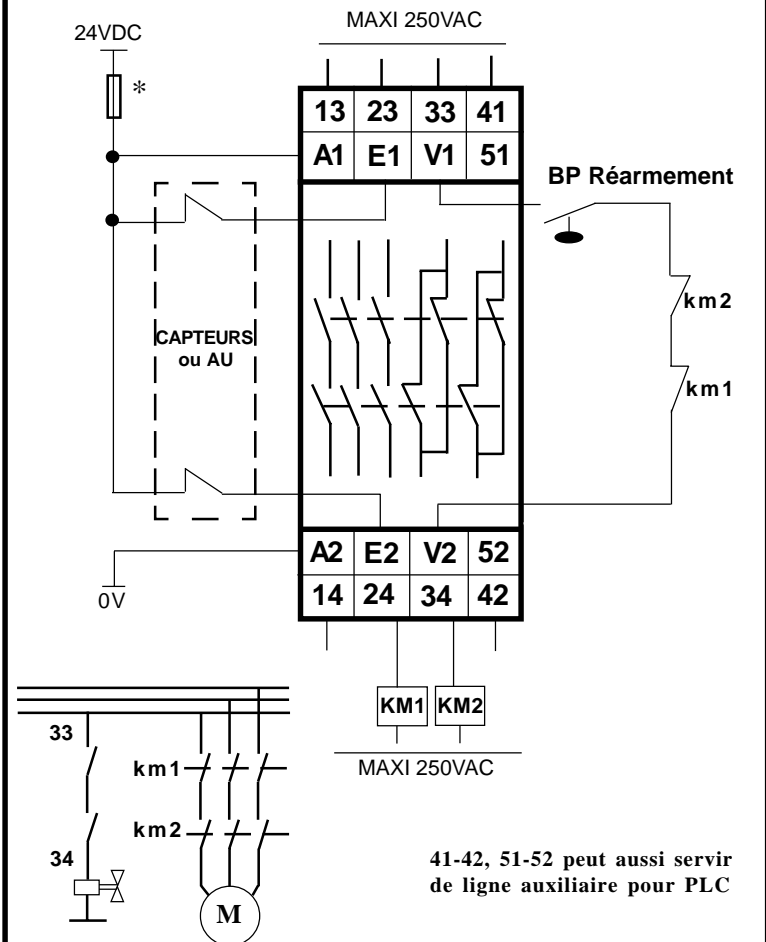 MAXI 250VAC
24VDC
*
13 23 33 41
A1 E1 V1 51
BP Réarmement
km2
CAPTEURS
ou AU
km1
A2 E2 V2 52
14 24 34 42
0V
KM1 KM2
MAXI 250VAC
33
km1
km2
34
M
41-42, 51-52 peut aussi servir
de ligne auxiliaire pour PLC